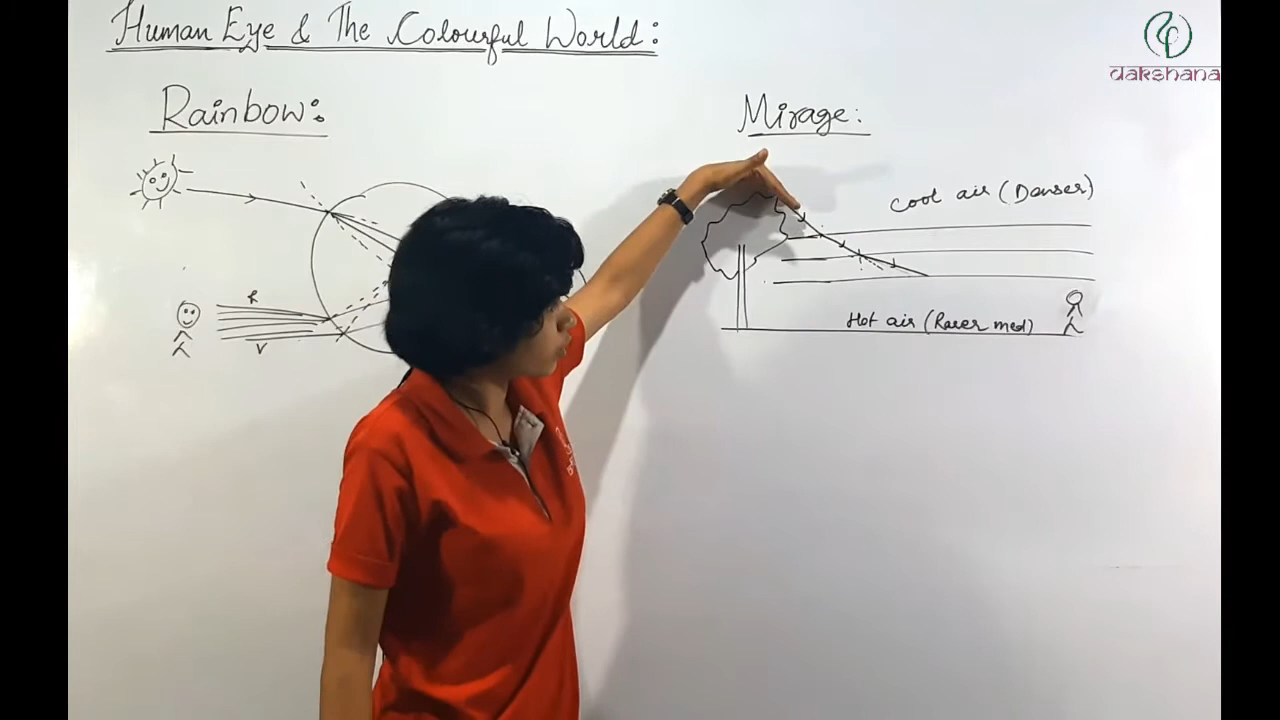 Human Eye & The Colourful World:
dakshana
Rainbow:
Mirage:
Cool air (Denser)
R
V
Hot air (Rarer med)